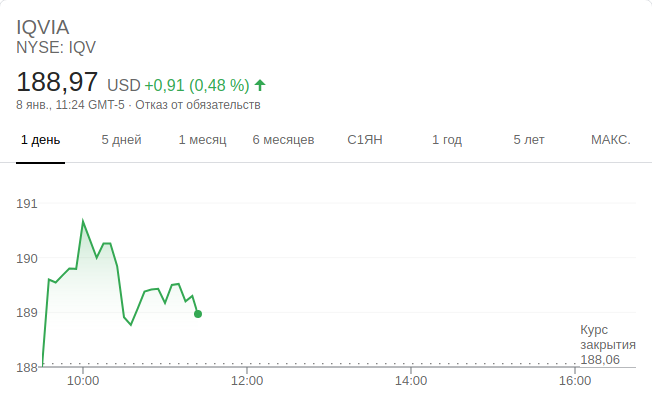 IQVIA
NYSE: IQV
188,97 USD +0,91 (0,48 %)
8 янв., 11:24 GMT-5 · Отказ от обязательств
1 день 5 дней 1 месяц 6 месяцев С1ЯН 1 год 5 лет МАКС.
191
190
189
188
Курс
закрытия
188,06
10:00 12:00 14:00 16:00